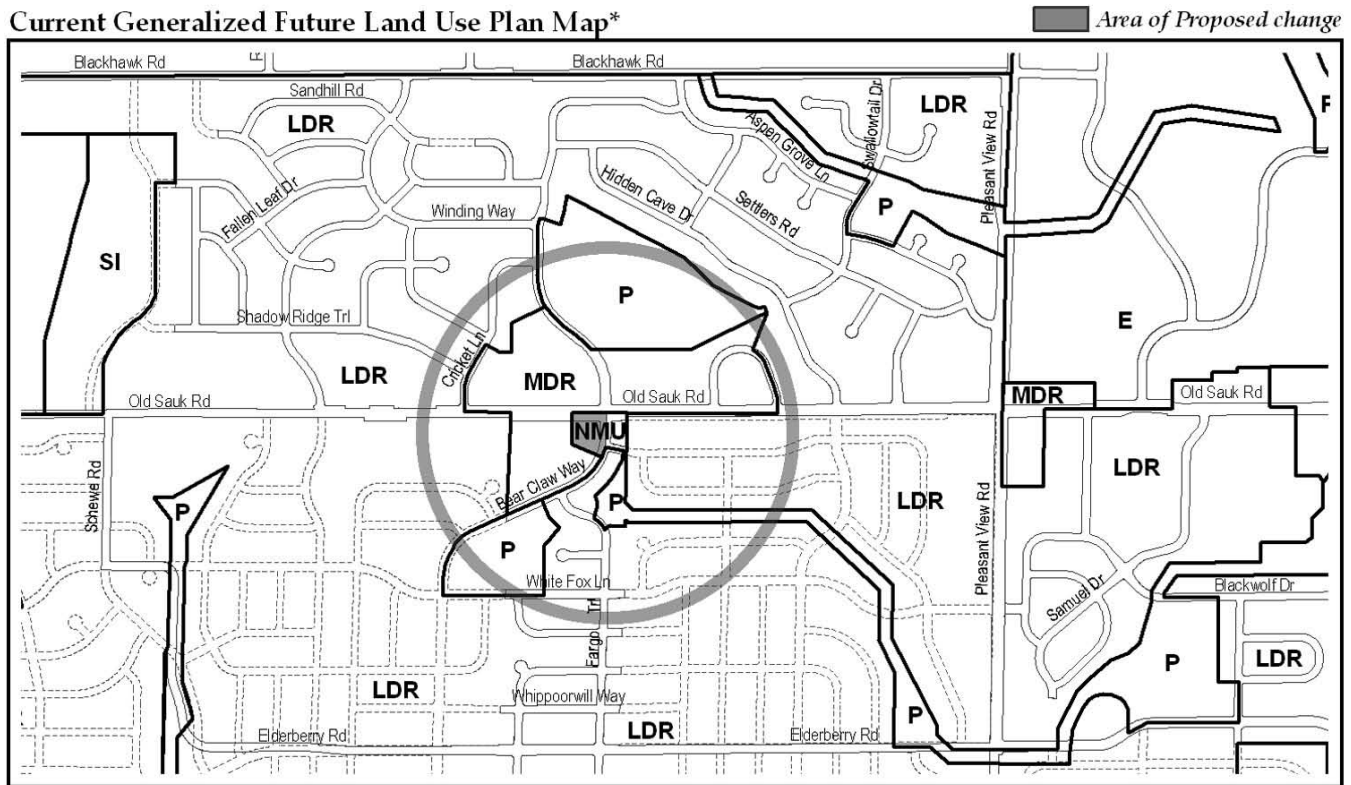 Current Generalized Future Land Use Plan Map*
Area of Proposed change
Blackhawk Rd
Blackhawk Rd
Sandhill Rd
LDR
Aspen Grove Ln
Swallowtail Dr
LDR
Pleasant View Rd
Fallen Leaf Dr
Winding Way
Hidden Cave Dr
Settlers Rd
P
SI
P
E
Shadow Ridge Trl
Cricket Ln
LDR
MDR
MDR
Old Sauk Rd
Old Sauk Rd
Old Sauk Rd
NMU
Schewe Rd
Bear Claw Way
P
P
P
LDR
LDR
Pleasant View Rd
White Fox Ln
Samuel Dr
Blackwolf Dr
Fargo Trl
LDR
Whippoorwill Way
LDR
P
P
LDR
Elderberry Rd
Elderberry Rd